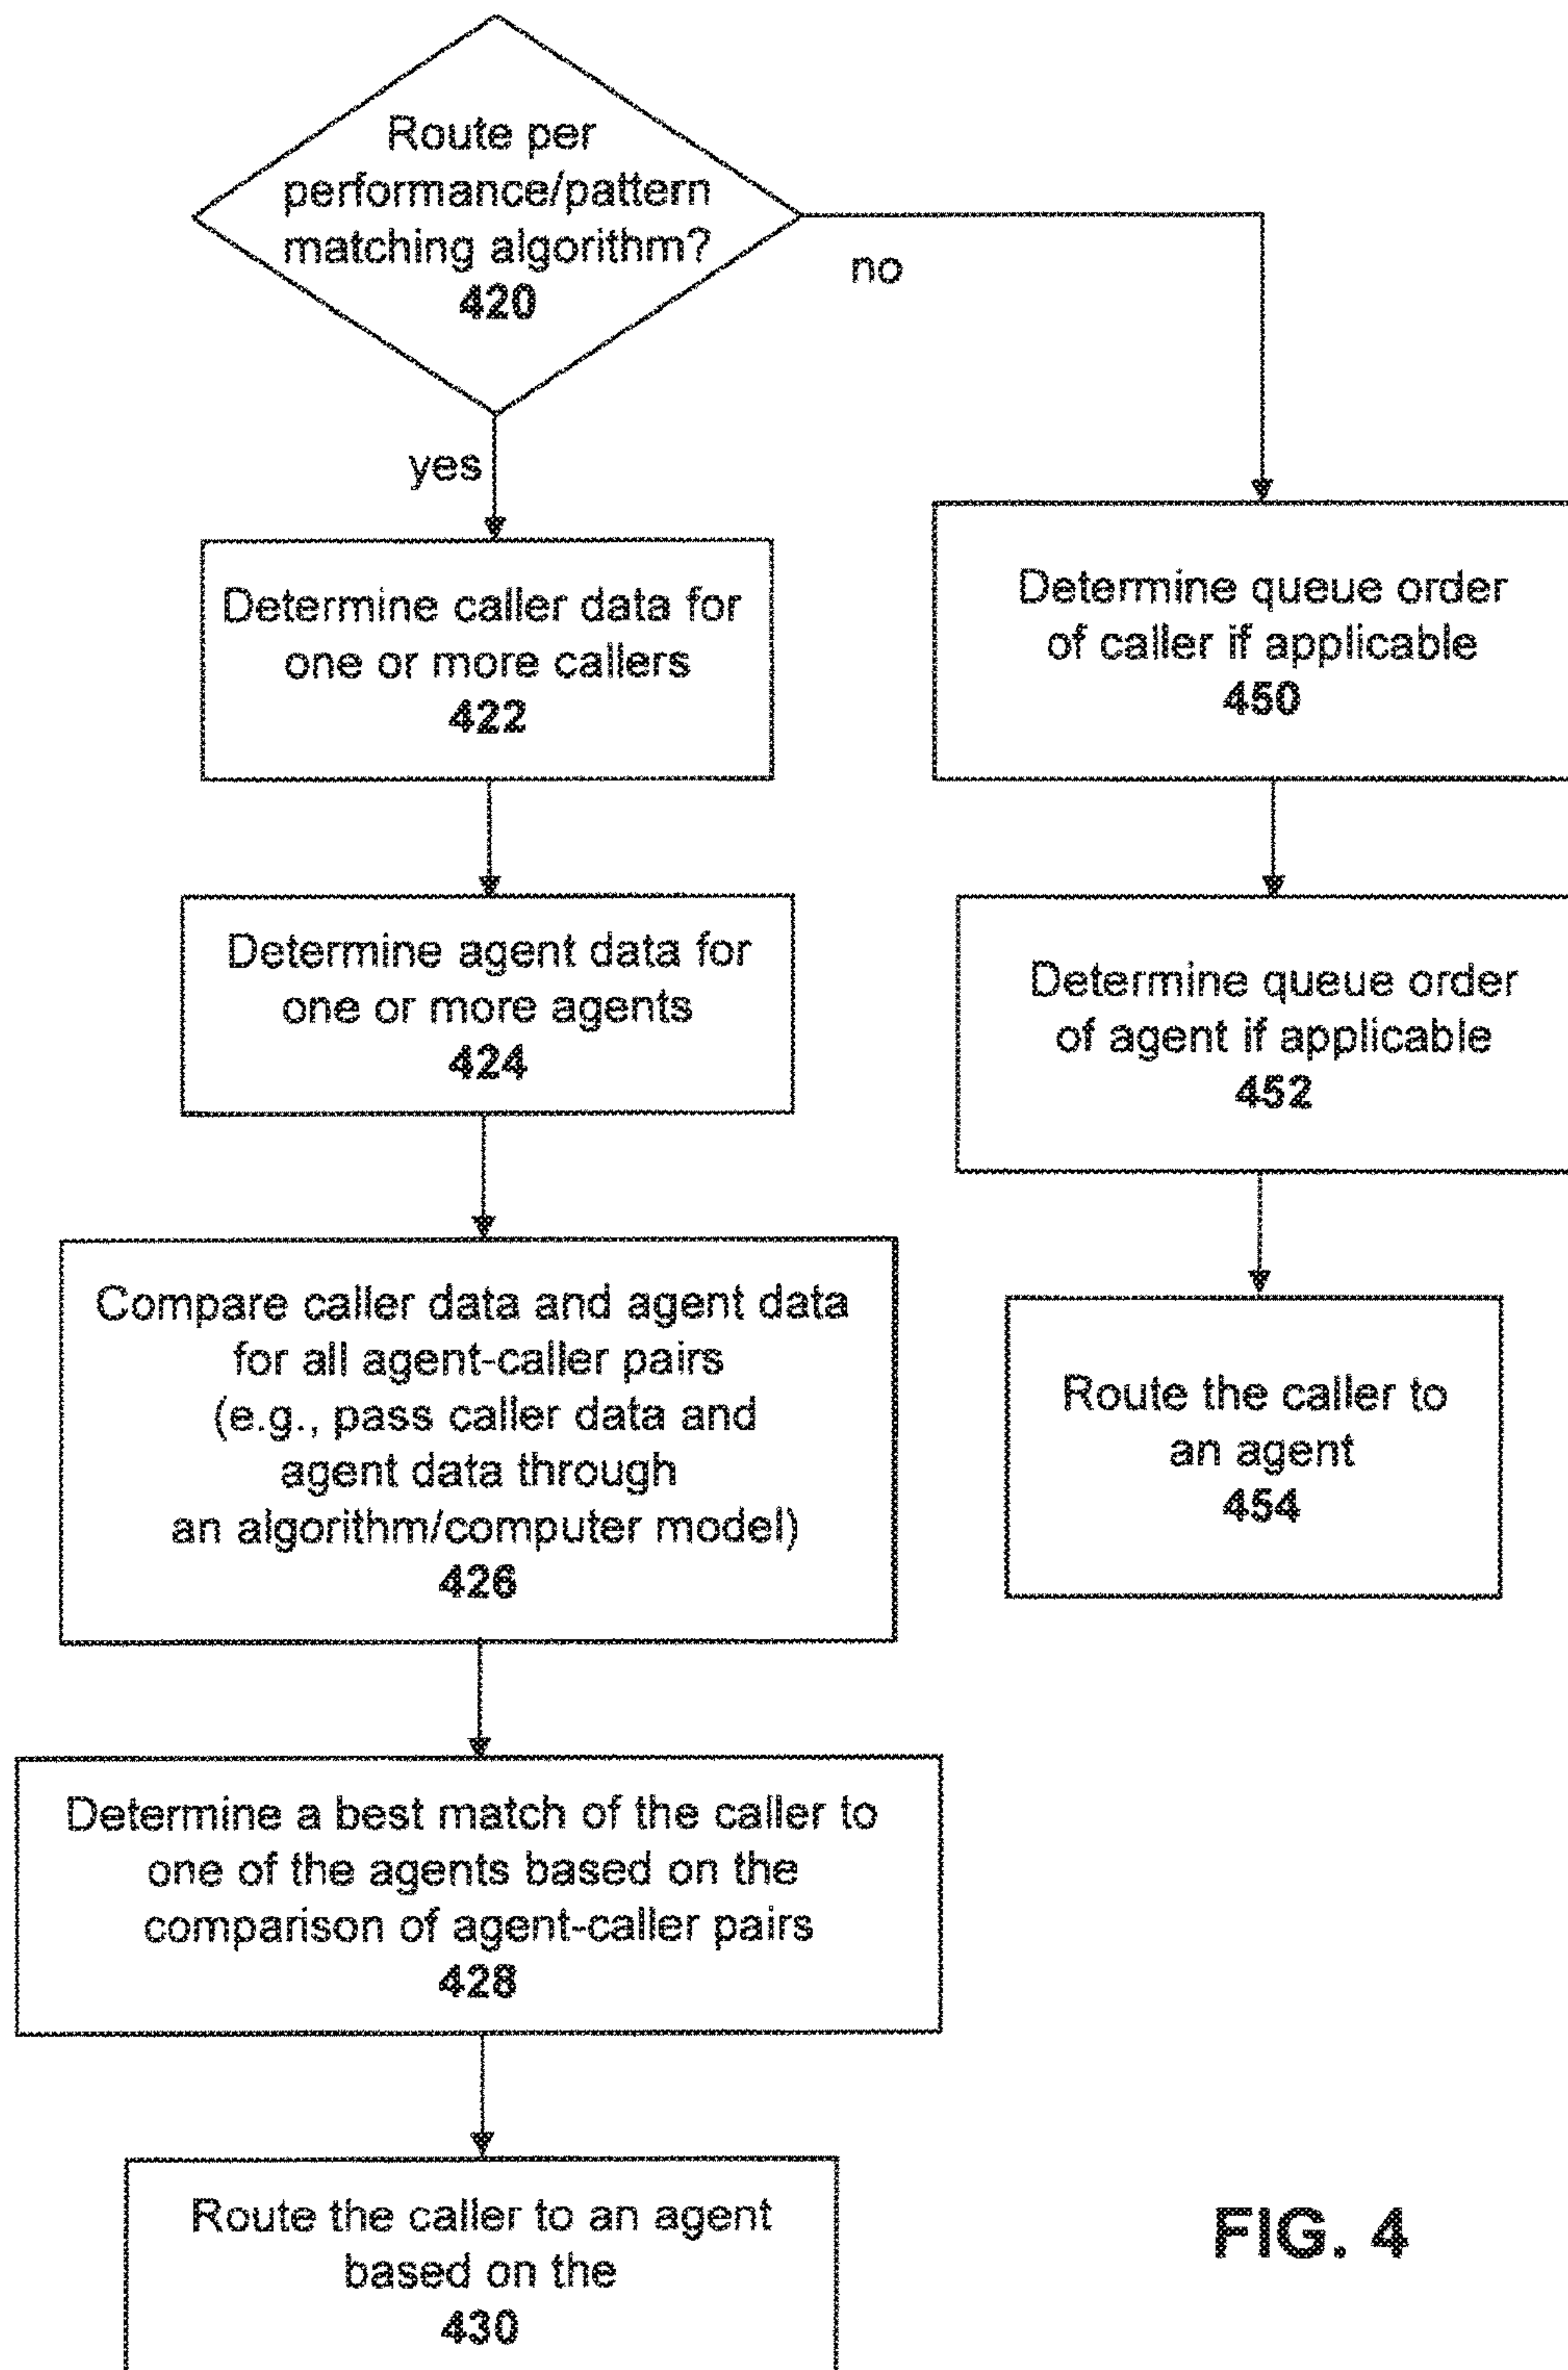 Route per
performance/pattern
matching algorithm?
420
no
yes
Determine caller data for
one or more callers
422
Determine queue order
of caller if applicable
450
Determine agent data for
one or more agents
424
Determine queue order
of agent if applicable
452
Compare caller data and agent data
for all agent-caller pairs
(e.g., pass caller data and
agent data through
an algorithm/computer model)
426
Route the caller to
an agent
454
Determine a best match of the caller to
one of the agents based on the
comparison of agent-caller pairs
428
Route the caller to an agent
based on the
430
FIG. 4